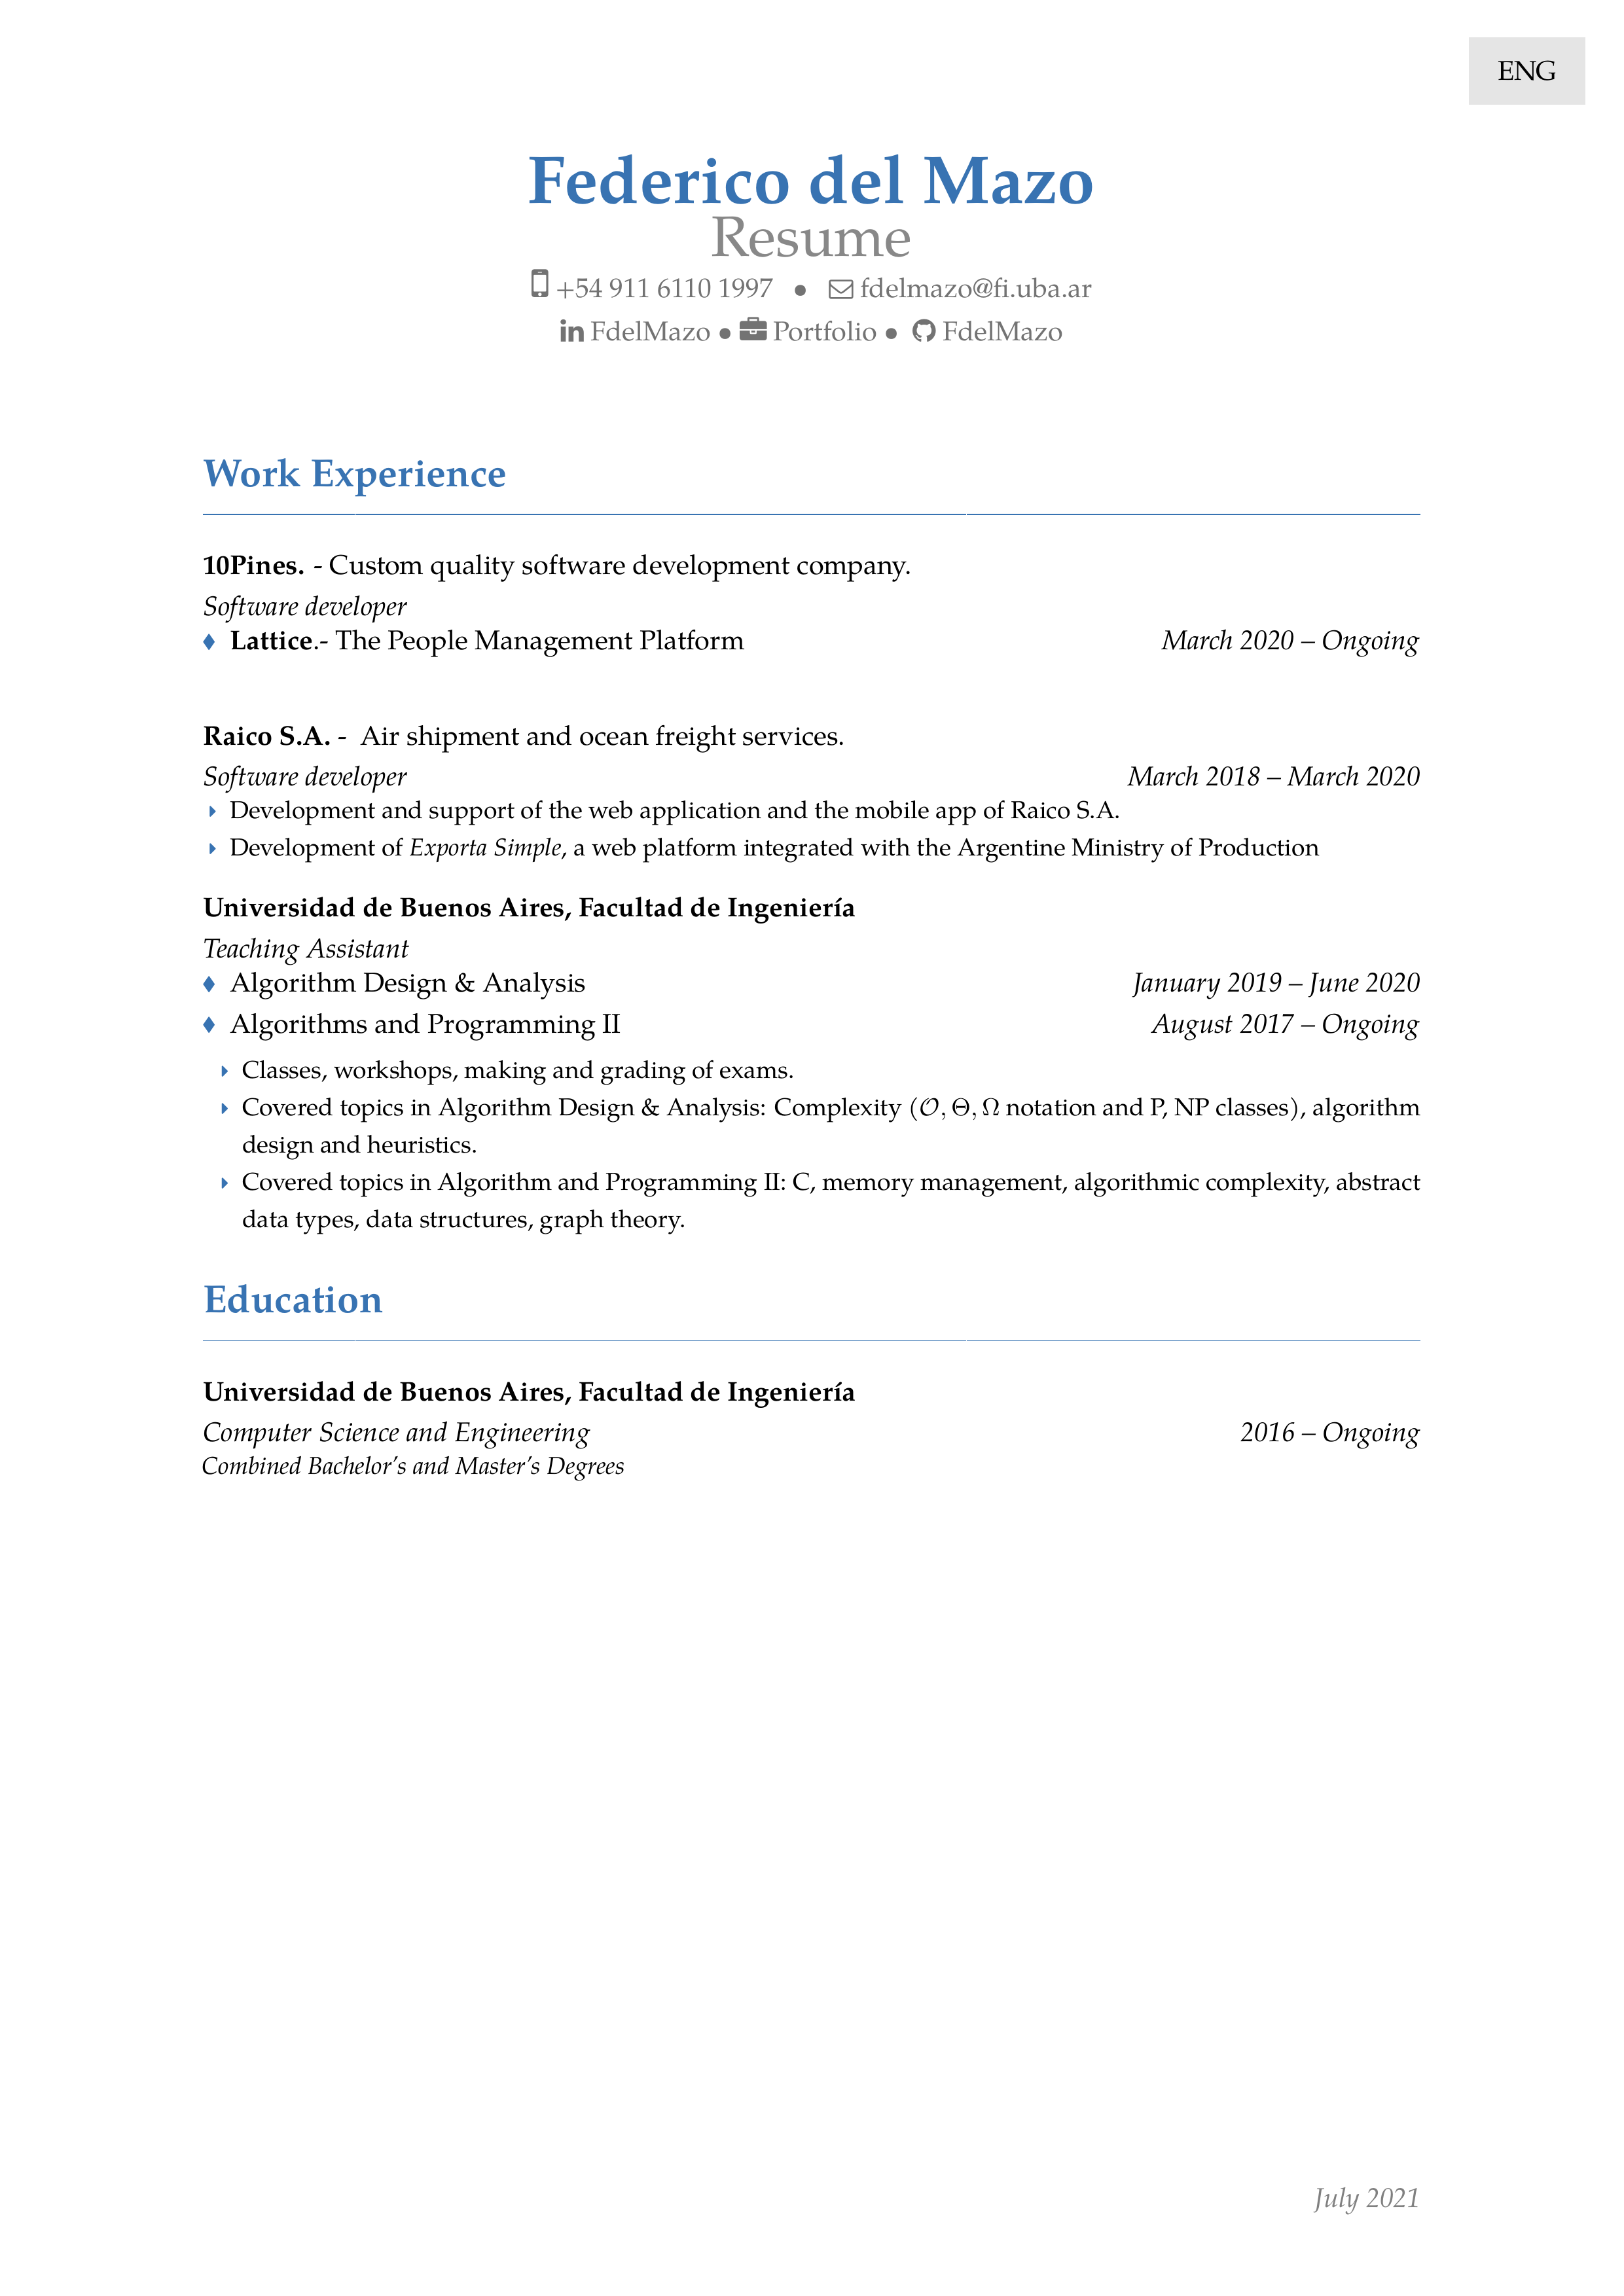 ENG
Federico del Mazo
Resume
+54 911 6110 1997 ● fdelmazo@fi.uba.ar
in FdelMazo ● Portfolio ● FdelMazo
Work Experience
10Pines. - Custom quality software development company.
Software developer
♦ Lattice.- The People Management Platform March 2020 – Ongoing
Raico S.A. - Air shipment and ocean freight services.
Software developer March 2018 – March 2020
Development and support of the web application and the mobile app of Raico S.A.
Development of Exporta Simple, a web platform integrated with the Argentine Ministry of Production
Universidad de Buenos Aires, Facultad de Ingeniería
Teaching Assistant
♦ Algorithm Design & Analysis January 2019 – June 2020
♦ Algorithms and Programming II August 2017 – Ongoing
Classes, workshops, making and grading of exams.
Covered topics in Algorithm Design & Analysis: Complexity (𝒪, Θ, Ω notation and P, NP classes), algorithm
design and heuristics.
Covered topics in Algorithm and Programming II: C, memory management, algorithmic complexity, abstract
data types, data structures, graph theory.
Education
Universidad de Buenos Aires, Facultad de Ingeniería
Computer Science and Engineering 2016 – Ongoing
Combined Bachelor's and Master's Degrees
July 2021